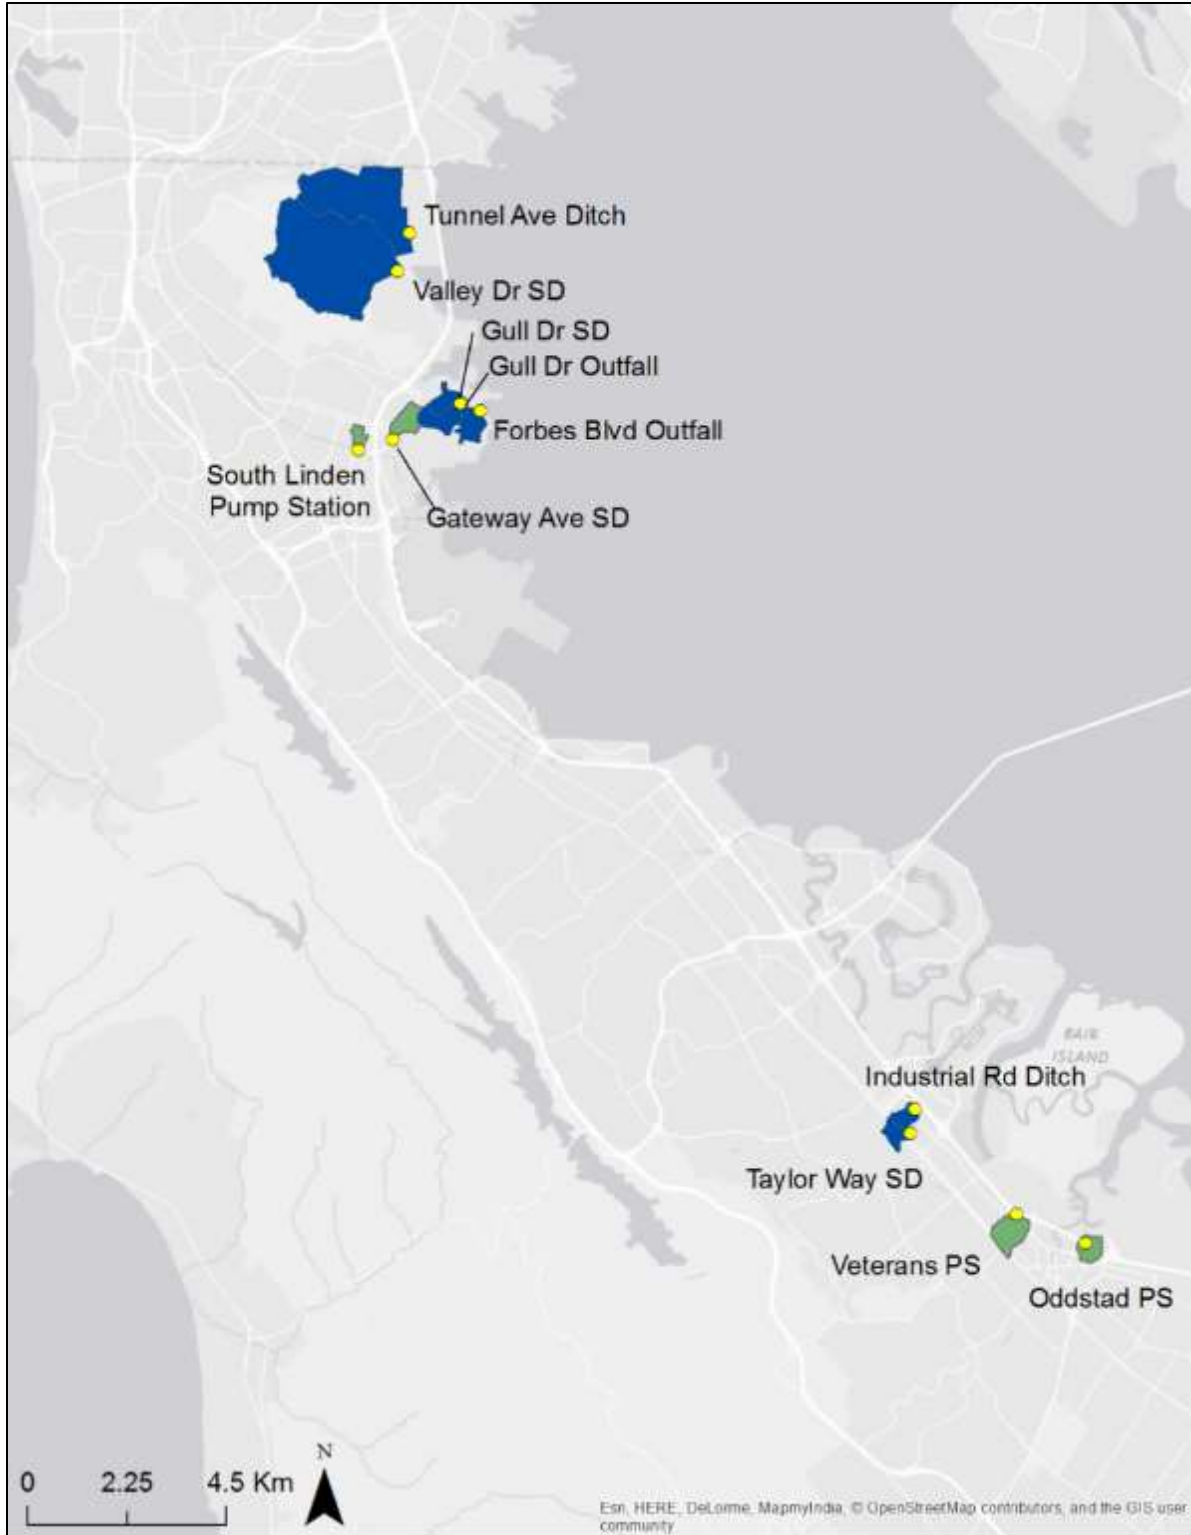 Tunnel Ave Ditch
Valley Dr SD
Gull Dr SD
Gull Dr Outfall
Forbes Blvd Outfall
South Linden
Pump Station
Gateway Ave SD
BAIR
ISLAND
Industrial Rd Ditch
Taylor Way SD
Veterans PS
Oddstad PS
N
0 2.25 4.5 Km
Esri, HERE, DeLorme, MapmyIndia, © OpenStreetMap contributors, and the GIS user
community